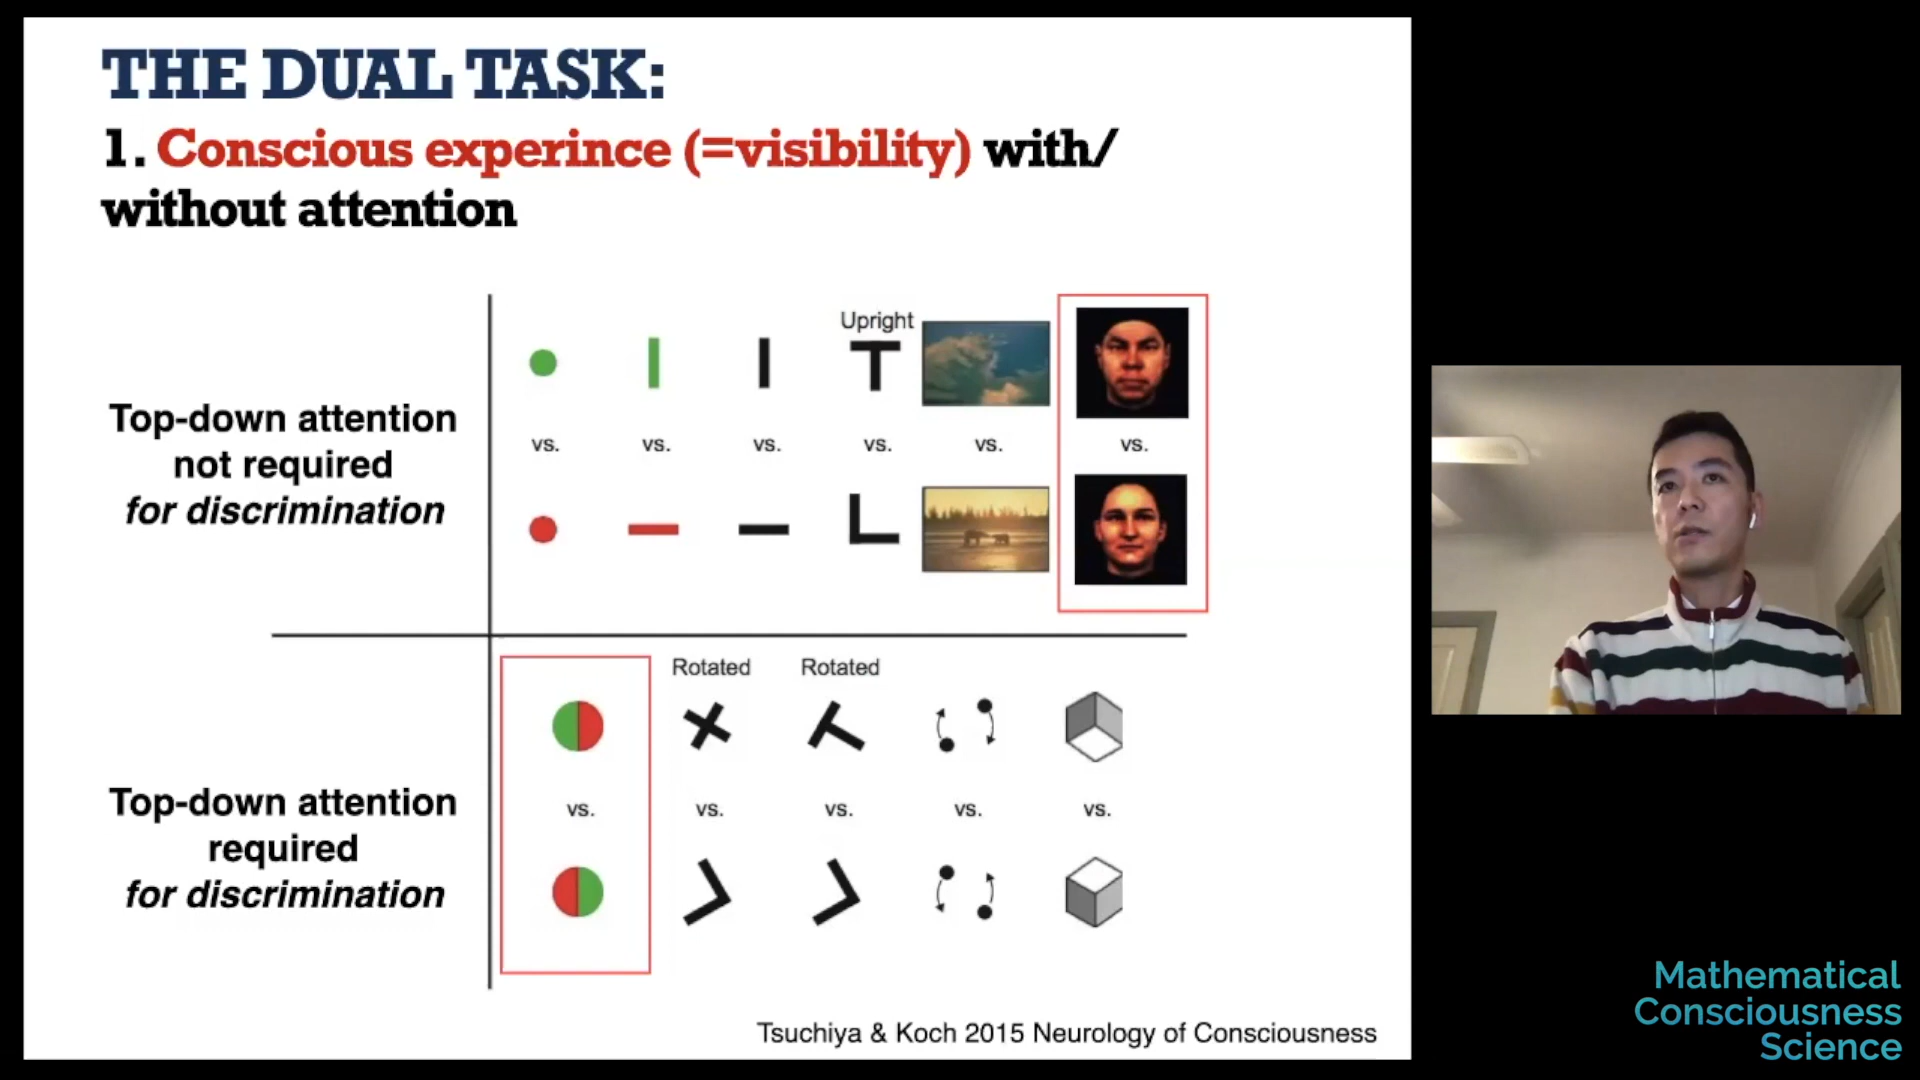 THE DUAL TASK:
1. Conscious experince (=visibility) with/
without attention
Upright
Top-down attention
not required
for discrimination
vs. vs. vs. vs. vs. vs.
Rotated Rotated
Top-down attention
required
for discrimination
vs. vs. vs. vs. vs.
Tsuchiya & Koch 2015 Neurology of Consciousness
Mathematical
Consciousness
Science